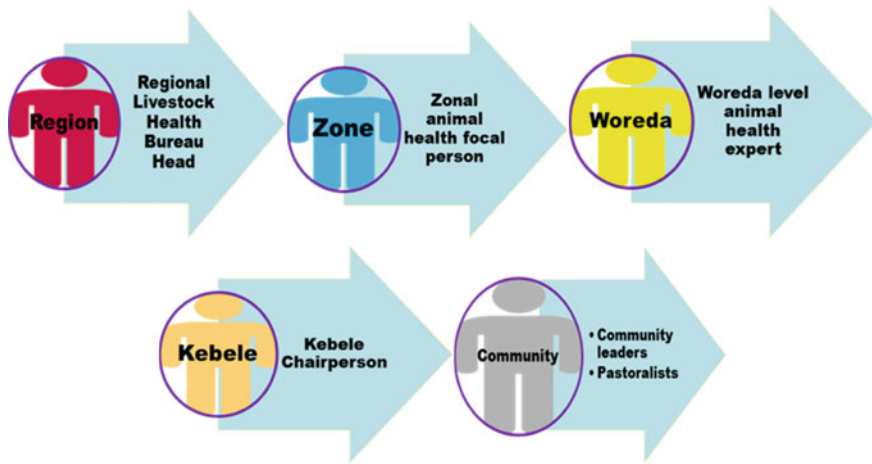 Region
Regional
Livestock
Health
Bureau
Head
Zone
Zonal
animal
health focal
person
Woreda
Woreda level
animal
health
expert
Kebele
Kebele
Chairperson
Community
• Community
leaders
• Pastoralists